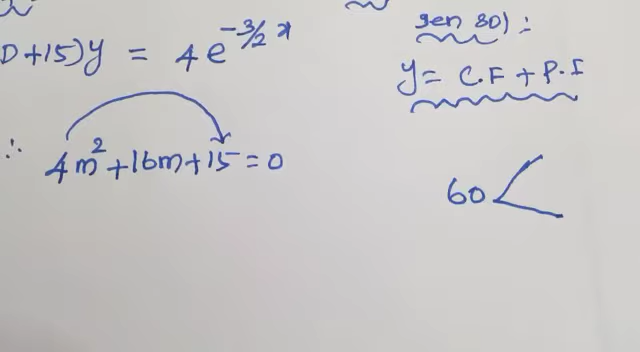 D+15)y = 4e^{-3/2 x}
gen sol :
y = C.F + P.I
∴ 4m²+16m+15=0
60